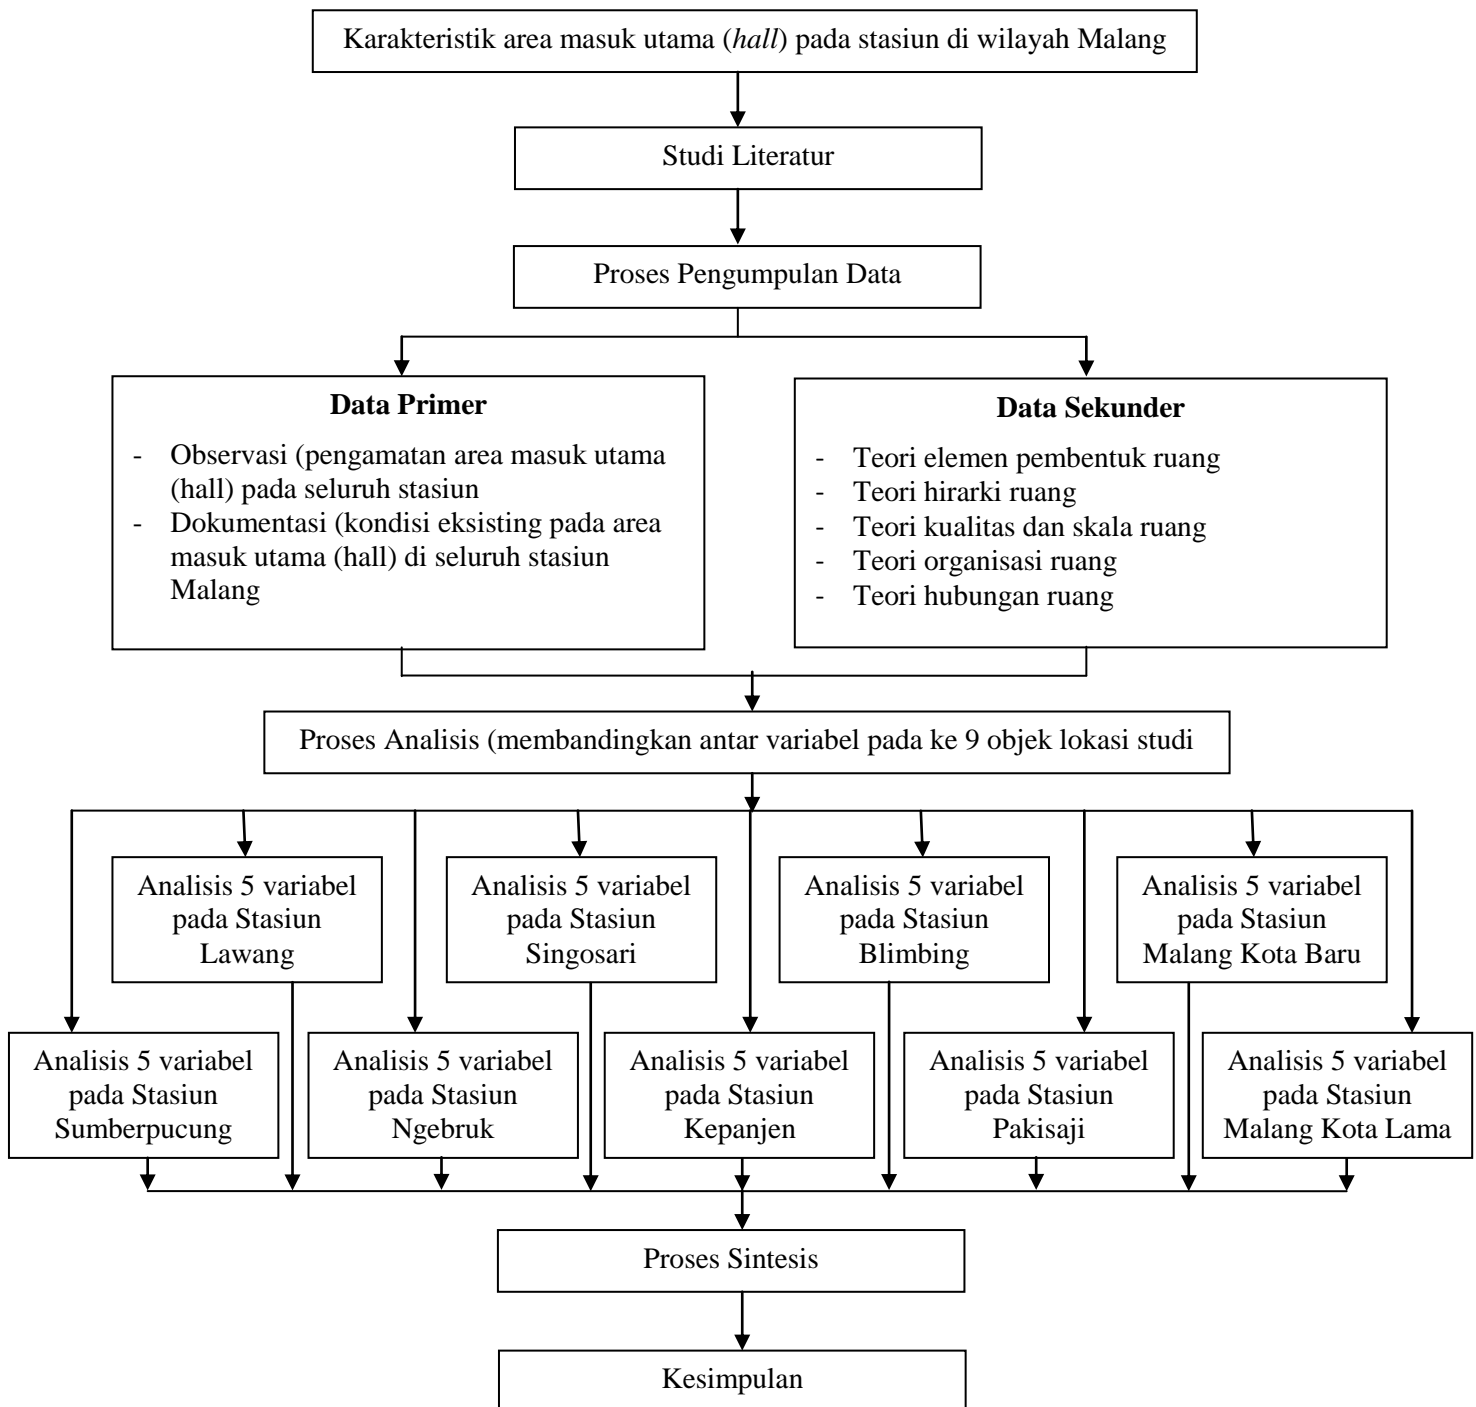 Karakteristik area masuk utama (hall) pada stasiun di wilayah Malang
Studi Literatur
Proses Pengumpulan Data
Data Primer
- Observasi (pengamatan area masuk utama
(hall) pada seluruh stasiun
- Dokumentasi (kondisi eksisting pada area
masuk utama (hall) di seluruh stasiun
Malang
Data Sekunder
- Teori elemen pembentuk ruang
- Teori hirarki ruang
- Teori kualitas dan skala ruang
- Teori organisasi ruang
- Teori hubungan ruang
Proses Analisis (membandingkan antar variabel pada ke 9 objek lokasi studi
Analisis 5 variabel
pada Stasiun
Lawang
Analisis 5 variabel
pada Stasiun
Singosari
Analisis 5 variabel
pada Stasiun
Blimbing
Analisis 5 variabel
pada Stasiun
Malang Kota Baru
Analisis 5 variabel
pada Stasiun
Sumberpucung
Analisis 5 variabel
pada Stasiun
Ngebruk
Analisis 5 variabel
pada Stasiun
Kepanjen
Analisis 5 variabel
pada Stasiun
Pakisaji
Analisis 5 variabel
pada Stasiun
Malang Kota Lama
Proses Sintesis
Kesimpulan